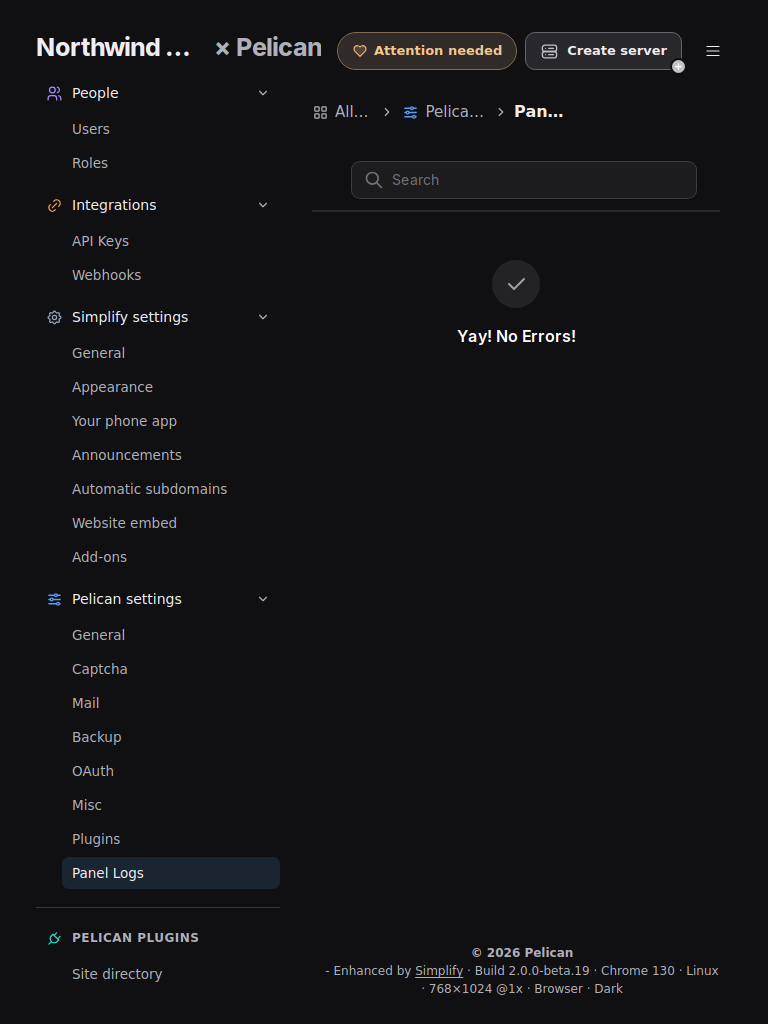 Northwind ... × Pelican
Attention needed
Create server
People
Users
Roles
Integrations
API Keys
Webhooks
Simplify settings
General
Appearance
Your phone app
Announcements
Automatic subdomains
Website embed
Add-ons
Pelican settings
General
Captcha
Mail
Backup
OAuth
Misc
Plugins
Panel Logs
PELICAN PLUGINS
Site directory
All... > Pelica... > Pan...
Search
Yay! No Errors!
© 2026 Pelican
- Enhanced by Simplify · Build 2.0.0-beta.19 · Chrome 130 · Linux
· 768×1024 @1x · Browser · Dark